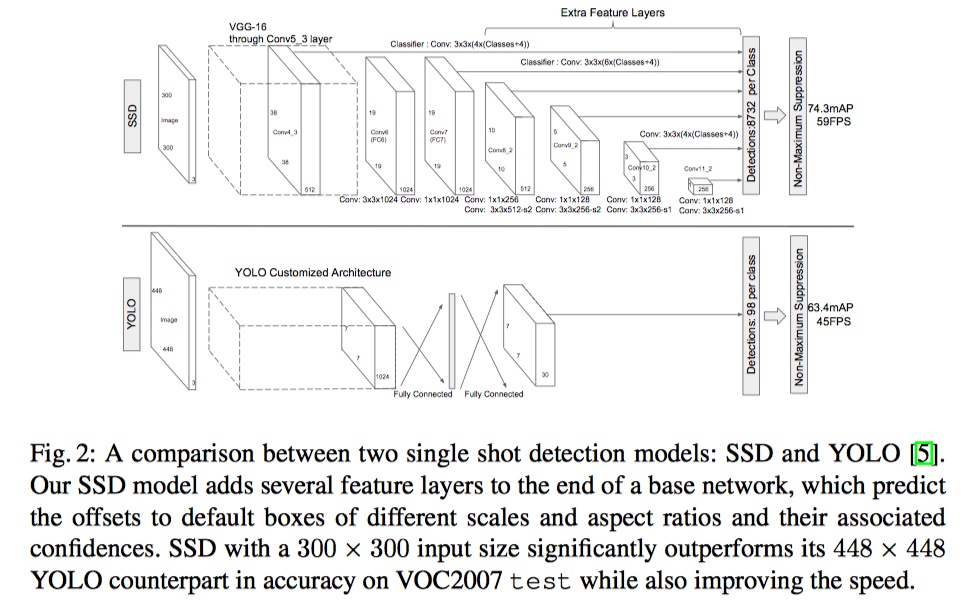 Extra Feature Layers
VGG-16
through Conv5_3 layer
Classifier : Conv: 3x3x(4x(Classes+4))
Classifier : Conv: 3x3x(6x(Classes+4))
SSD
300
Image
300
3
38
Conv4_3
38
512
19
Conv6
(FC6)
19
1024
19
Conv7
(FC7)
19
1024
10
Conv8_2
10
512
5
Conv9_2
5
256
Conv: 3x3x(4x(Classes+4))
3
Conv10_2
3
256
Conv11_2
1
256
Detections:8732 per Class
Non-Maximum Suppression
74.3mAP
59FPS
Conv: 3x3x1024 Conv: 1x1x1024 Conv: 1x1x256 Conv: 1x1x128 Conv: 1x1x128 Conv: 1x1x128
Conv: 3x3x512-s2 Conv: 3x3x256-s2 Conv: 3x3x256-s1 Conv: 3x3x256-s1
YOLO
448
Image
448
3
YOLO Customized Architecture
7
7
1024
Fully Connected
Fully Connected
7
7
30
Detections: 98 per class
Non-Maximum Suppression
63.4mAP
45FPS
Fig. 2: A comparison between two single shot detection models: SSD and YOLO [5].
Our SSD model adds several feature layers to the end of a base network, which predict
the offsets to default boxes of different scales and aspect ratios and their associated
confidences. SSD with a 300 × 300 input size significantly outperforms its 448 × 448
YOLO counterpart in accuracy on VOC2007 test while also improving the speed.